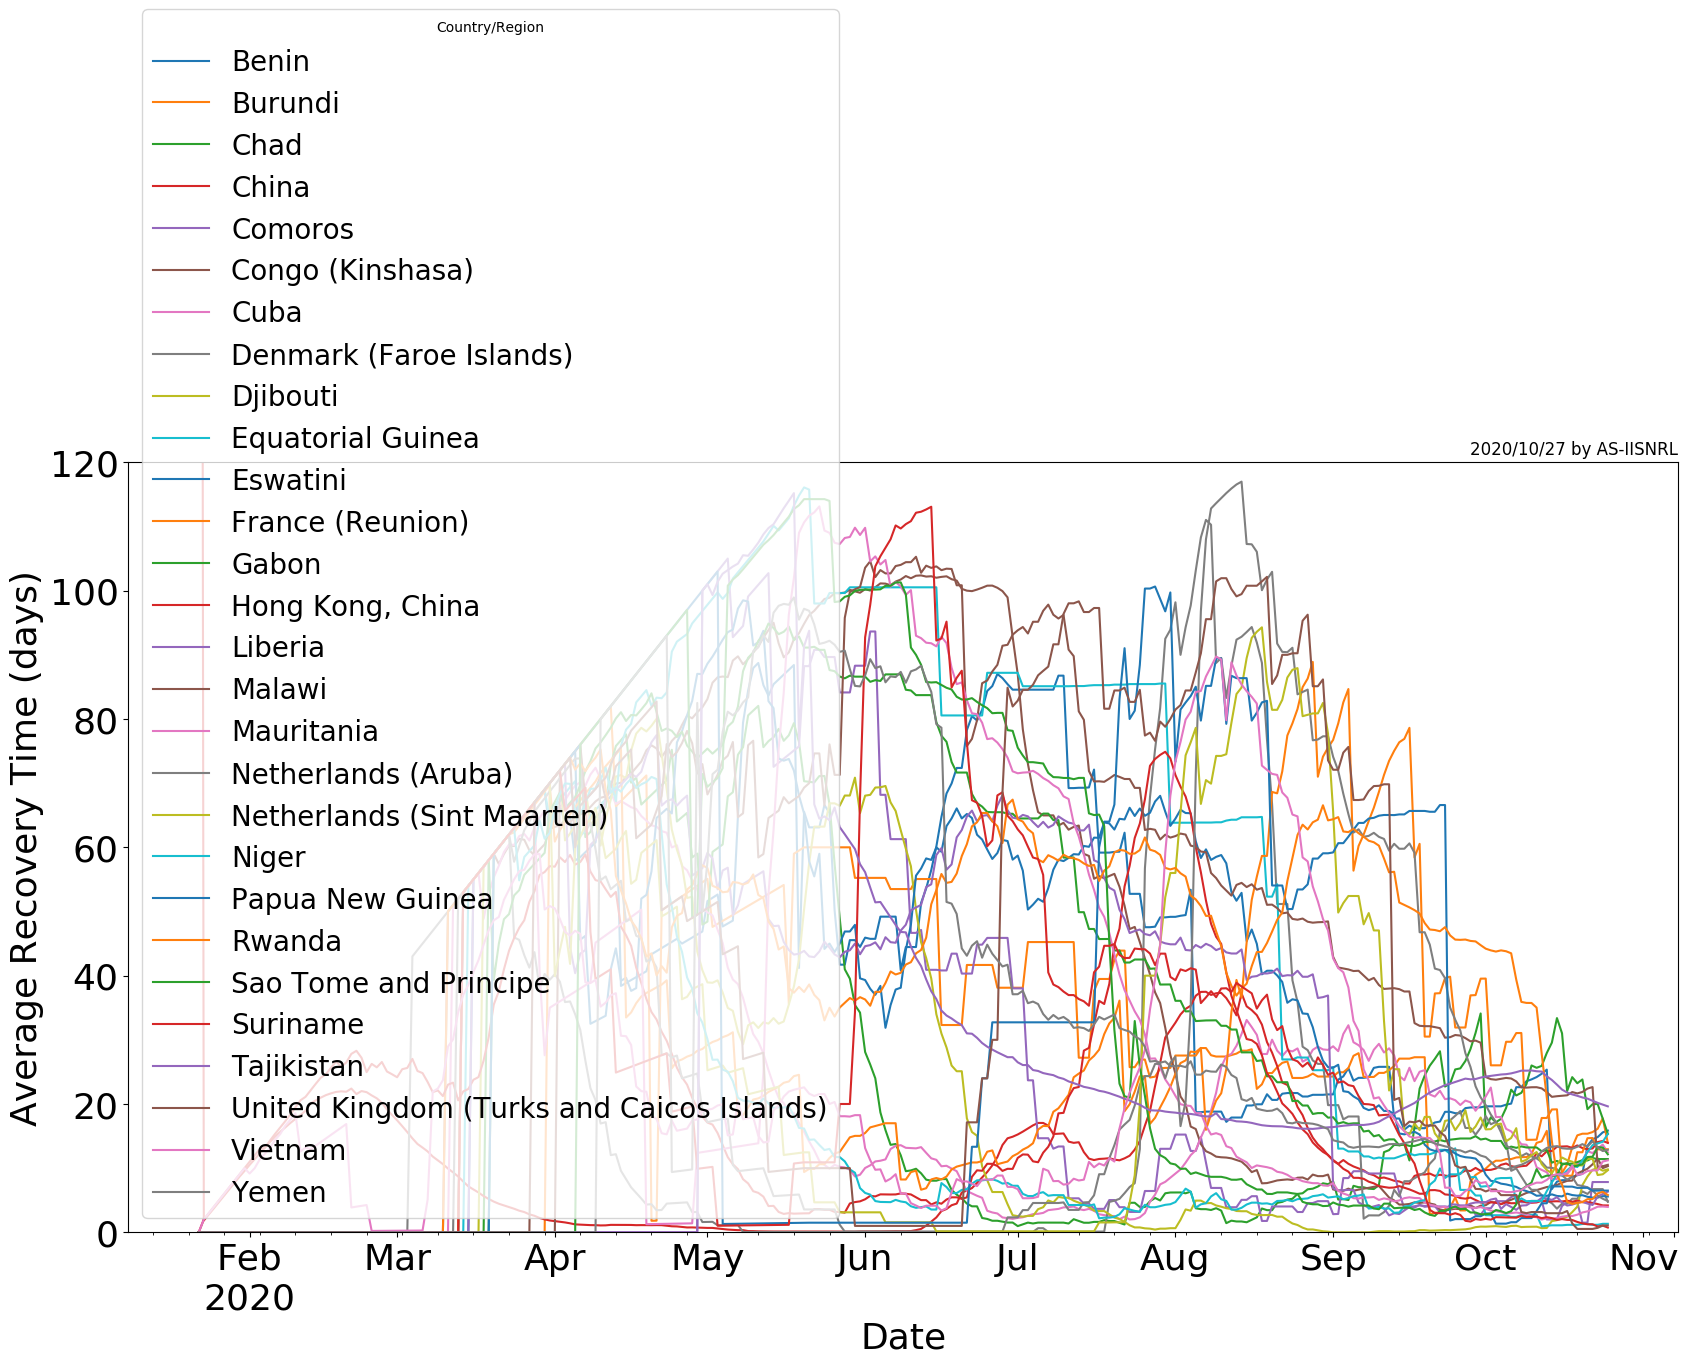 Country/Region
Benin
Burundi
Chad
China
Comoros
Congo (Kinshasa)
Cuba
Denmark (Faroe Islands)
Djibouti
Equatorial Guinea
Eswatini
France (Reunion)
Gabon
Hong Kong, China
Liberia
Malawi
Mauritania
Netherlands (Aruba)
Netherlands (Sint Maarten)
Niger
Papua New Guinea
Rwanda
Sao Tome and Principe
Suriname
Tajikistan
United Kingdom (Turks and Caicos Islands)
Vietnam
Yemen
2020/10/27 by AS-IISNRL
Average Recovery Time (days)
120
100
80
60
40
20
0
Feb Mar Apr May Jun Jul Aug Sep Oct Nov
2020
Date